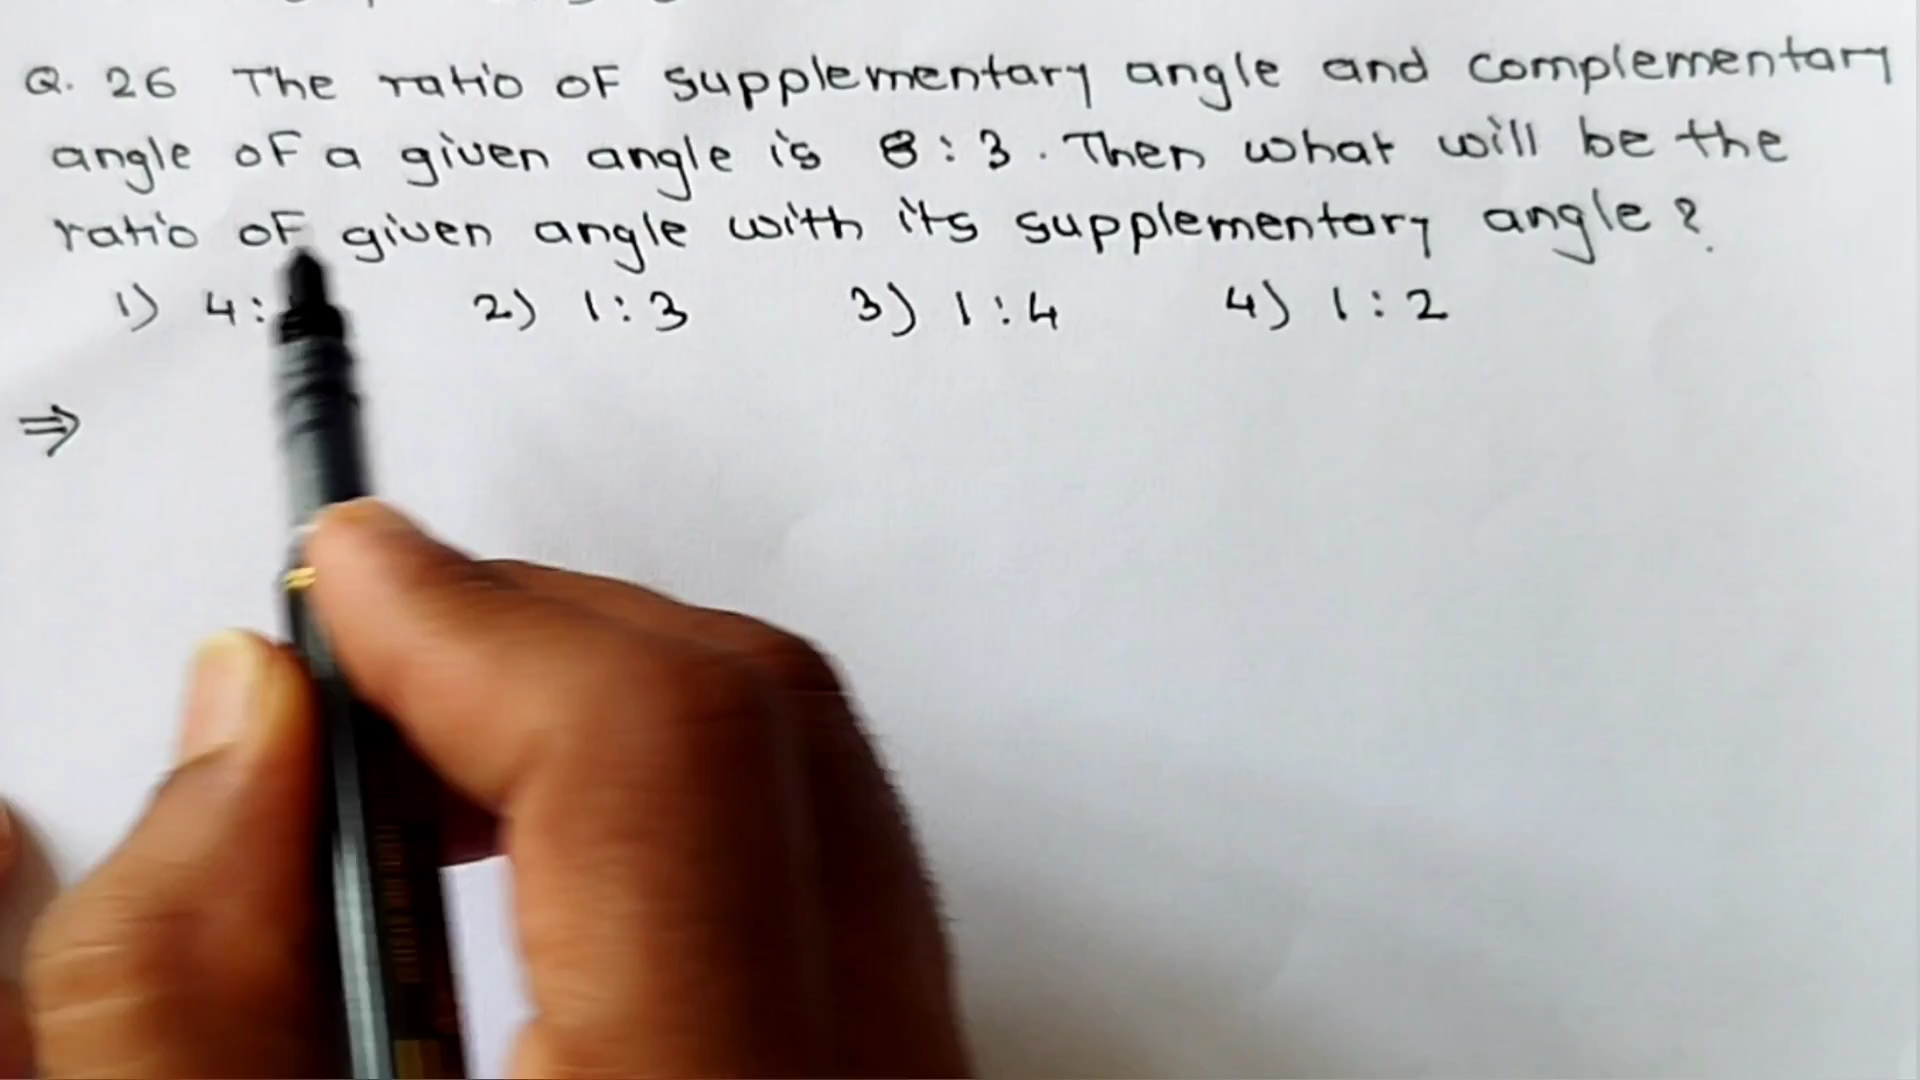 Q. 26 The ratio of supplementary angle and complementary
angle of a given angle is 8 : 3 . Then what will be the
ratio of given angle with its supplementary angle ?
1) 4: 2) 1 : 3 3) 1 : 4 4) 1 : 2
⇒